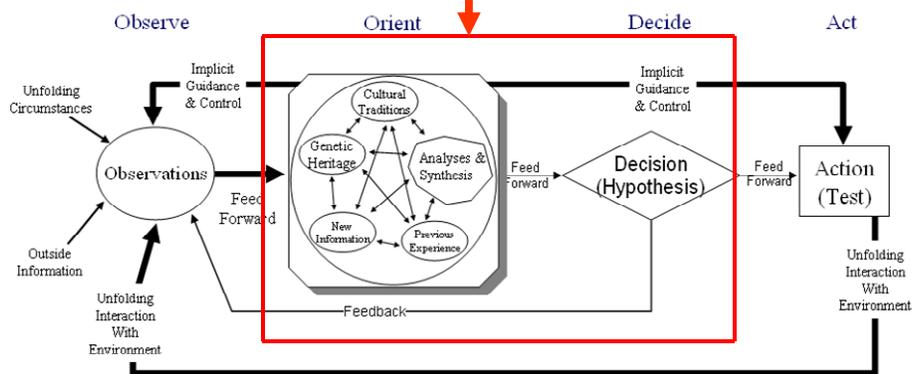 Observe
Orient
Decide
Act
Unfolding
Circumstances
Implicit
Guidance
& Control
Cultural
Traditions
Implicit
Guidance
& Control
Genetic
Heritage
Analyses &
Synthesis
Observations
Feed
Forward
Feed
Forward
Decision
(Hypothesis)
Feed
Forward
Action
(Test)
New
Information
Previous
Experience
Outside
Information
Unfolding
Interaction
With
Environment
Feedback
Unfolding
Interaction
With
Environment